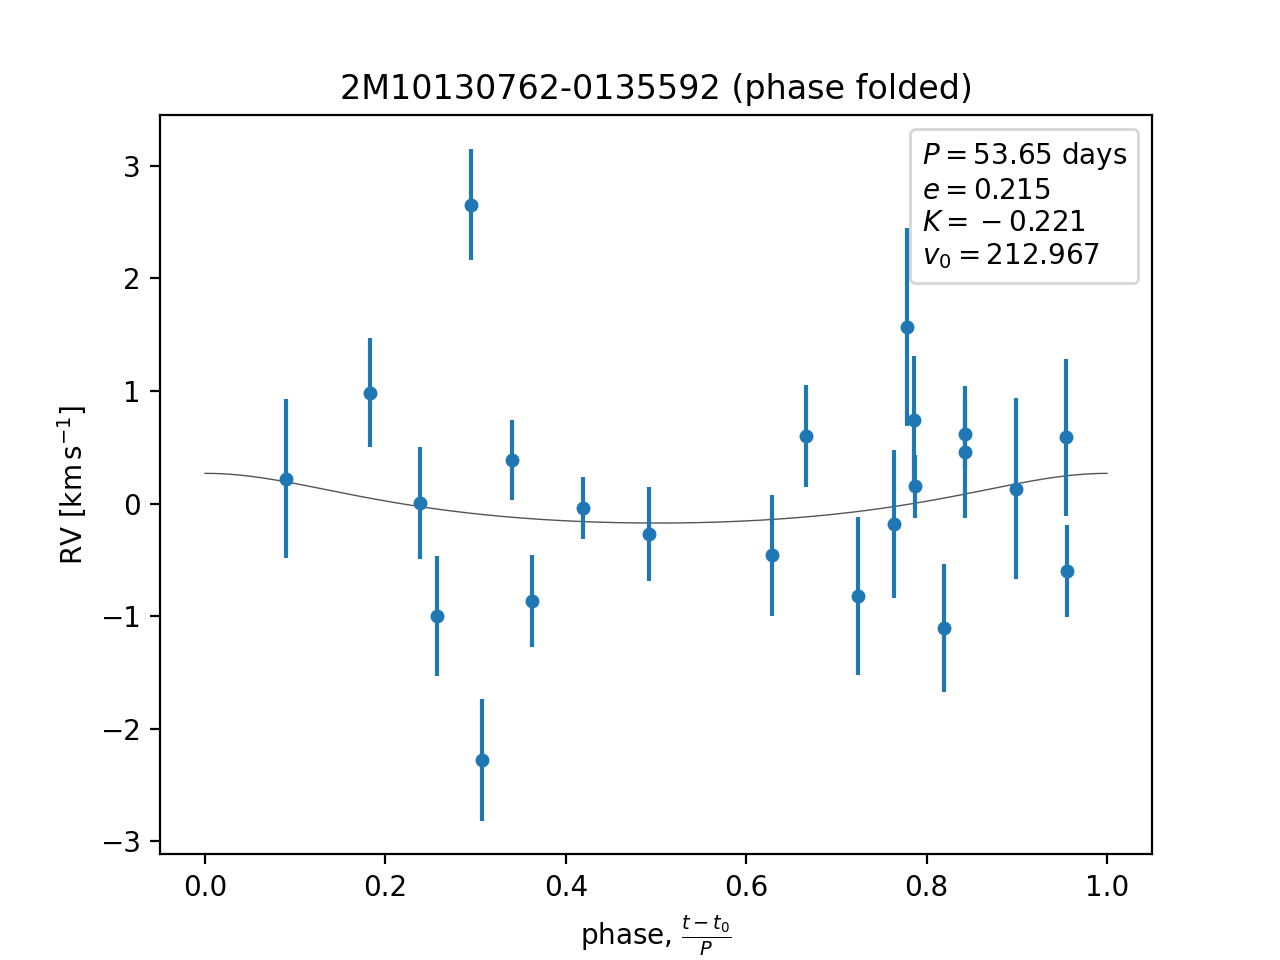 2M10130762-0135592 (phase folded)
P = 53.65 days
e = 0.215
K = −0.221
v₀ = 212.967
3
2
1
0
−1
−2
−3
RV [km s⁻¹]
0.0 0.2 0.4 0.6 0.8 1.0
phase, (t − t₀)/P